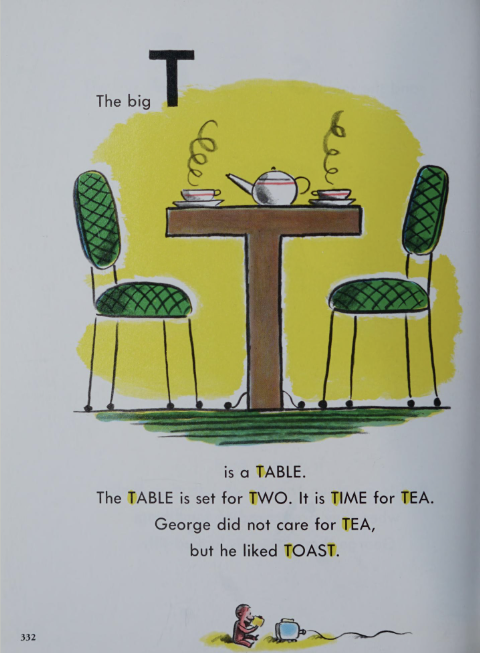 The big T
is a TABLE.
The TABLE is set for TWO. It is TIME for TEA.
George did not care for TEA,
but he liked TOAST.
332